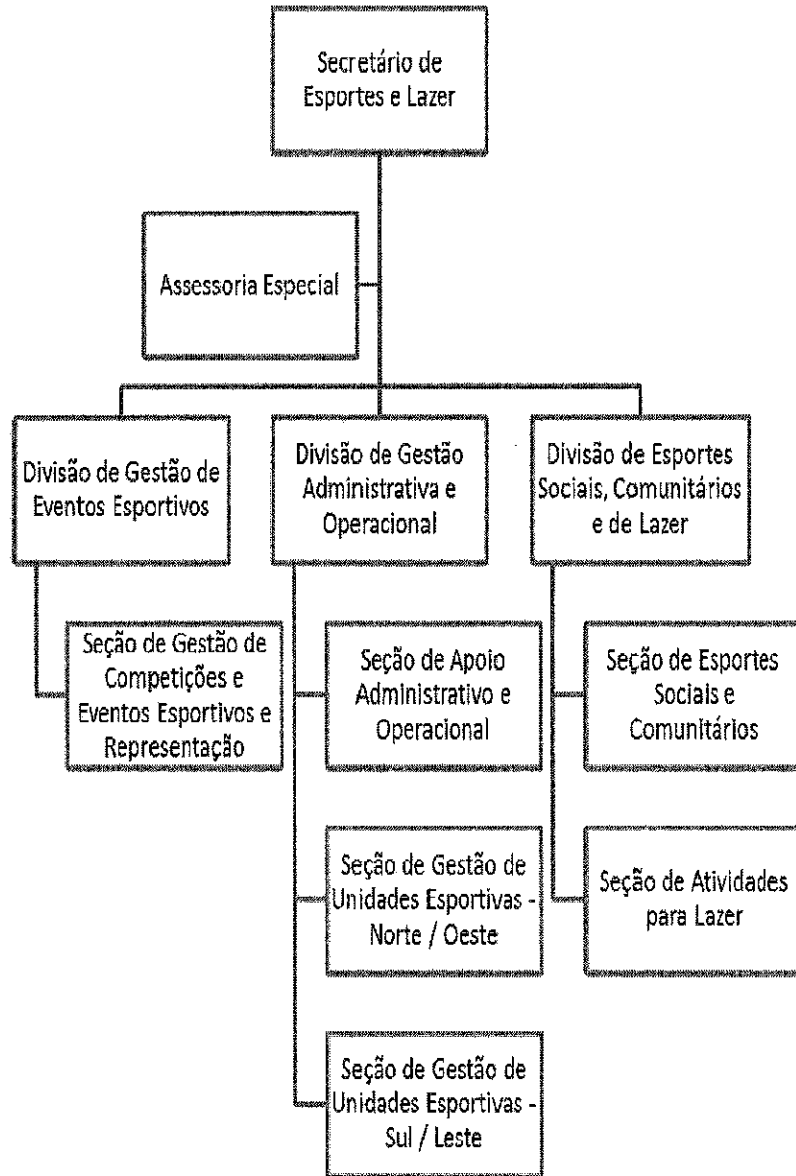 Secretário de
Esportes e Lazer
Assessoria Especial
Divisão de Gestão de
Eventos Esportivos
Divisão de Gestão
Administrativa e
Operacional
Divisão de Esportes
Sociais, Comunitários
e de Lazer
Seção de Gestão de
Competições e
Eventos Esportivos e
Representação
Seção de Apoio
Administrativo e
Operacional
Seção de Esportes
Sociais e
Comunitários
Seção de Gestão de
Unidades Esportivas -
Norte / Oeste
Seção de Atividades
para Lazer
Seção de Gestão de
Unidades Esportivas -
Sul / Leste